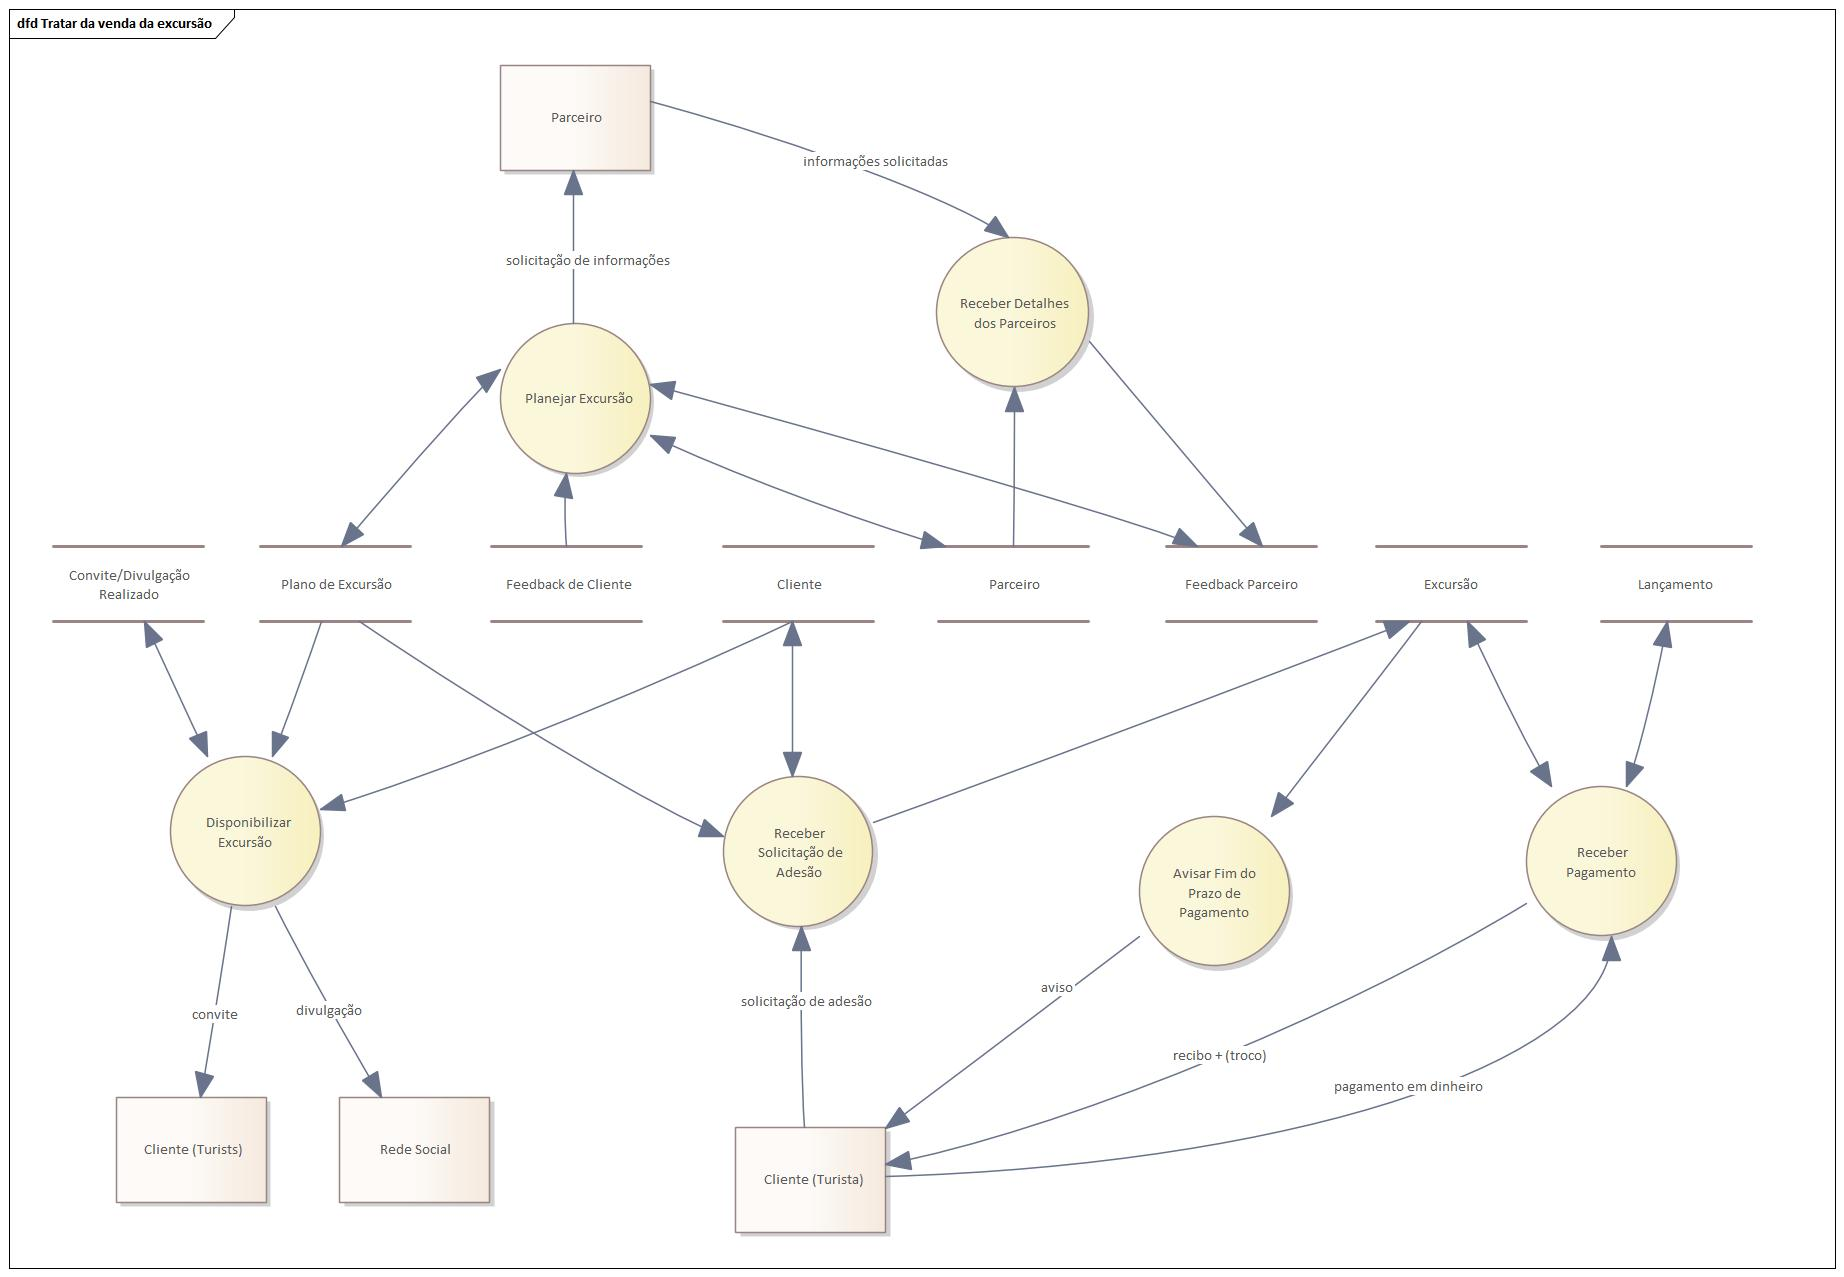 dfd Tratar da venda da excursão
Parceiro
informações solicitadas
solicitação de informações
Receber Detalhes
dos Parceiros
Planejar Excursão
Convite/Divulgação
Realizado
Plano de Excursão
Feedback de Cliente
Cliente
Parceiro
Feedback Parceiro
Excursão
Lançamento
Disponibilizar
Excursão
Receber
Solicitação de
Adesão
Avisar Fim do
Prazo de
Pagamento
Receber
Pagamento
convite
divulgação
solicitação de adesão
aviso
recibo + (troco)
pagamento em dinheiro
Cliente (Turists)
Rede Social
Cliente (Turista)